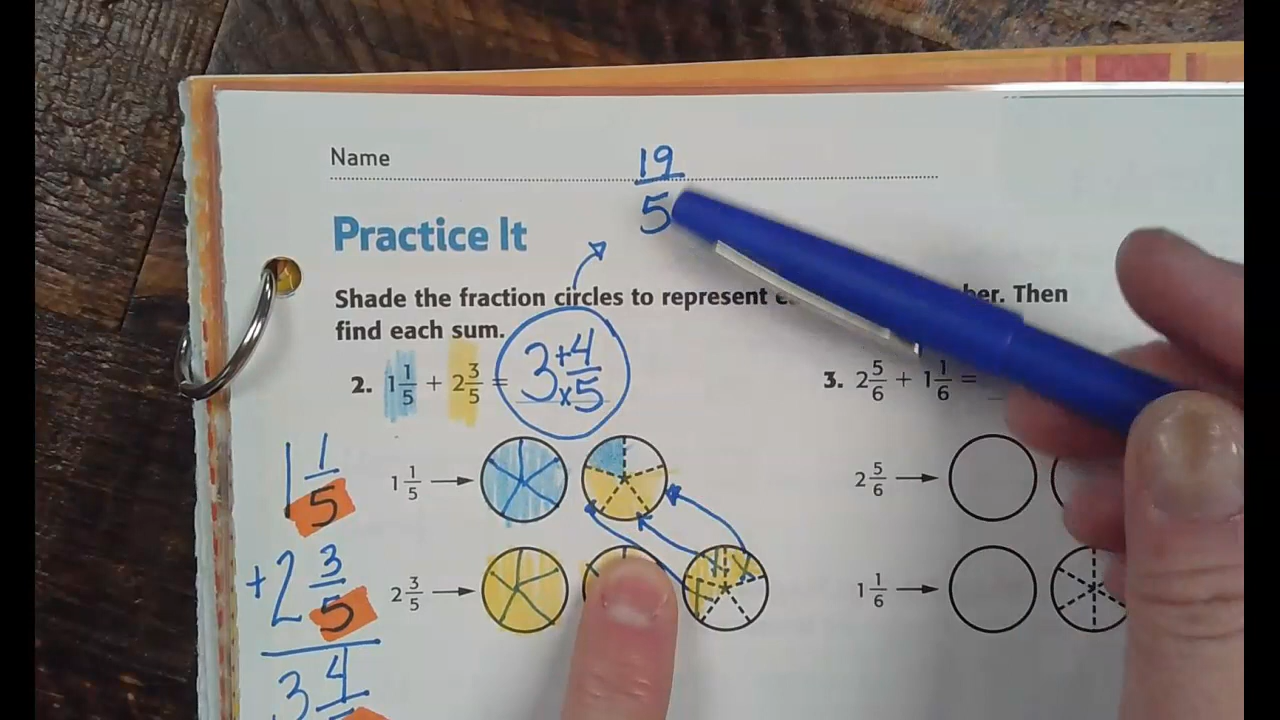 Name
19
5
Practice It
Shade the fraction circles to represent Then
find each sum.
2. 1 1/5 + 2 3/5 = 3 + 4/x5
3. 2 5/6 + 1 1/6 =
1 1/5
1 1/5
2 5/6
+2 3/5
2 3/5
1 1/6
3 4